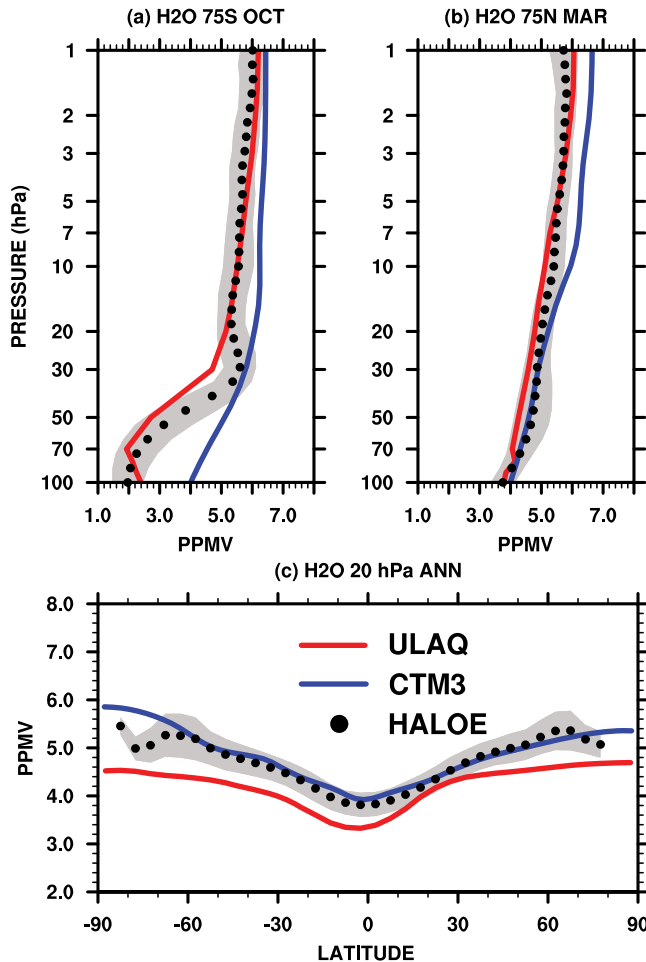 (a) H2O 75S OCT
(b) H2O 75N MAR
PRESSURE (hPa)
1
2
3
5
7
10
20
30
50
70
100
1.0 3.0 5.0 7.0
PPMV
1
2
3
5
7
10
20
30
50
70
100
1.0 3.0 5.0 7.0
PPMV
(c) H2O 20 hPa ANN
PPMV
8.0
7.0
6.0
5.0
4.0
3.0
2.0
ULAQ
CTM3
HALOE
-90 -60 -30 0 30 60 90
LATITUDE